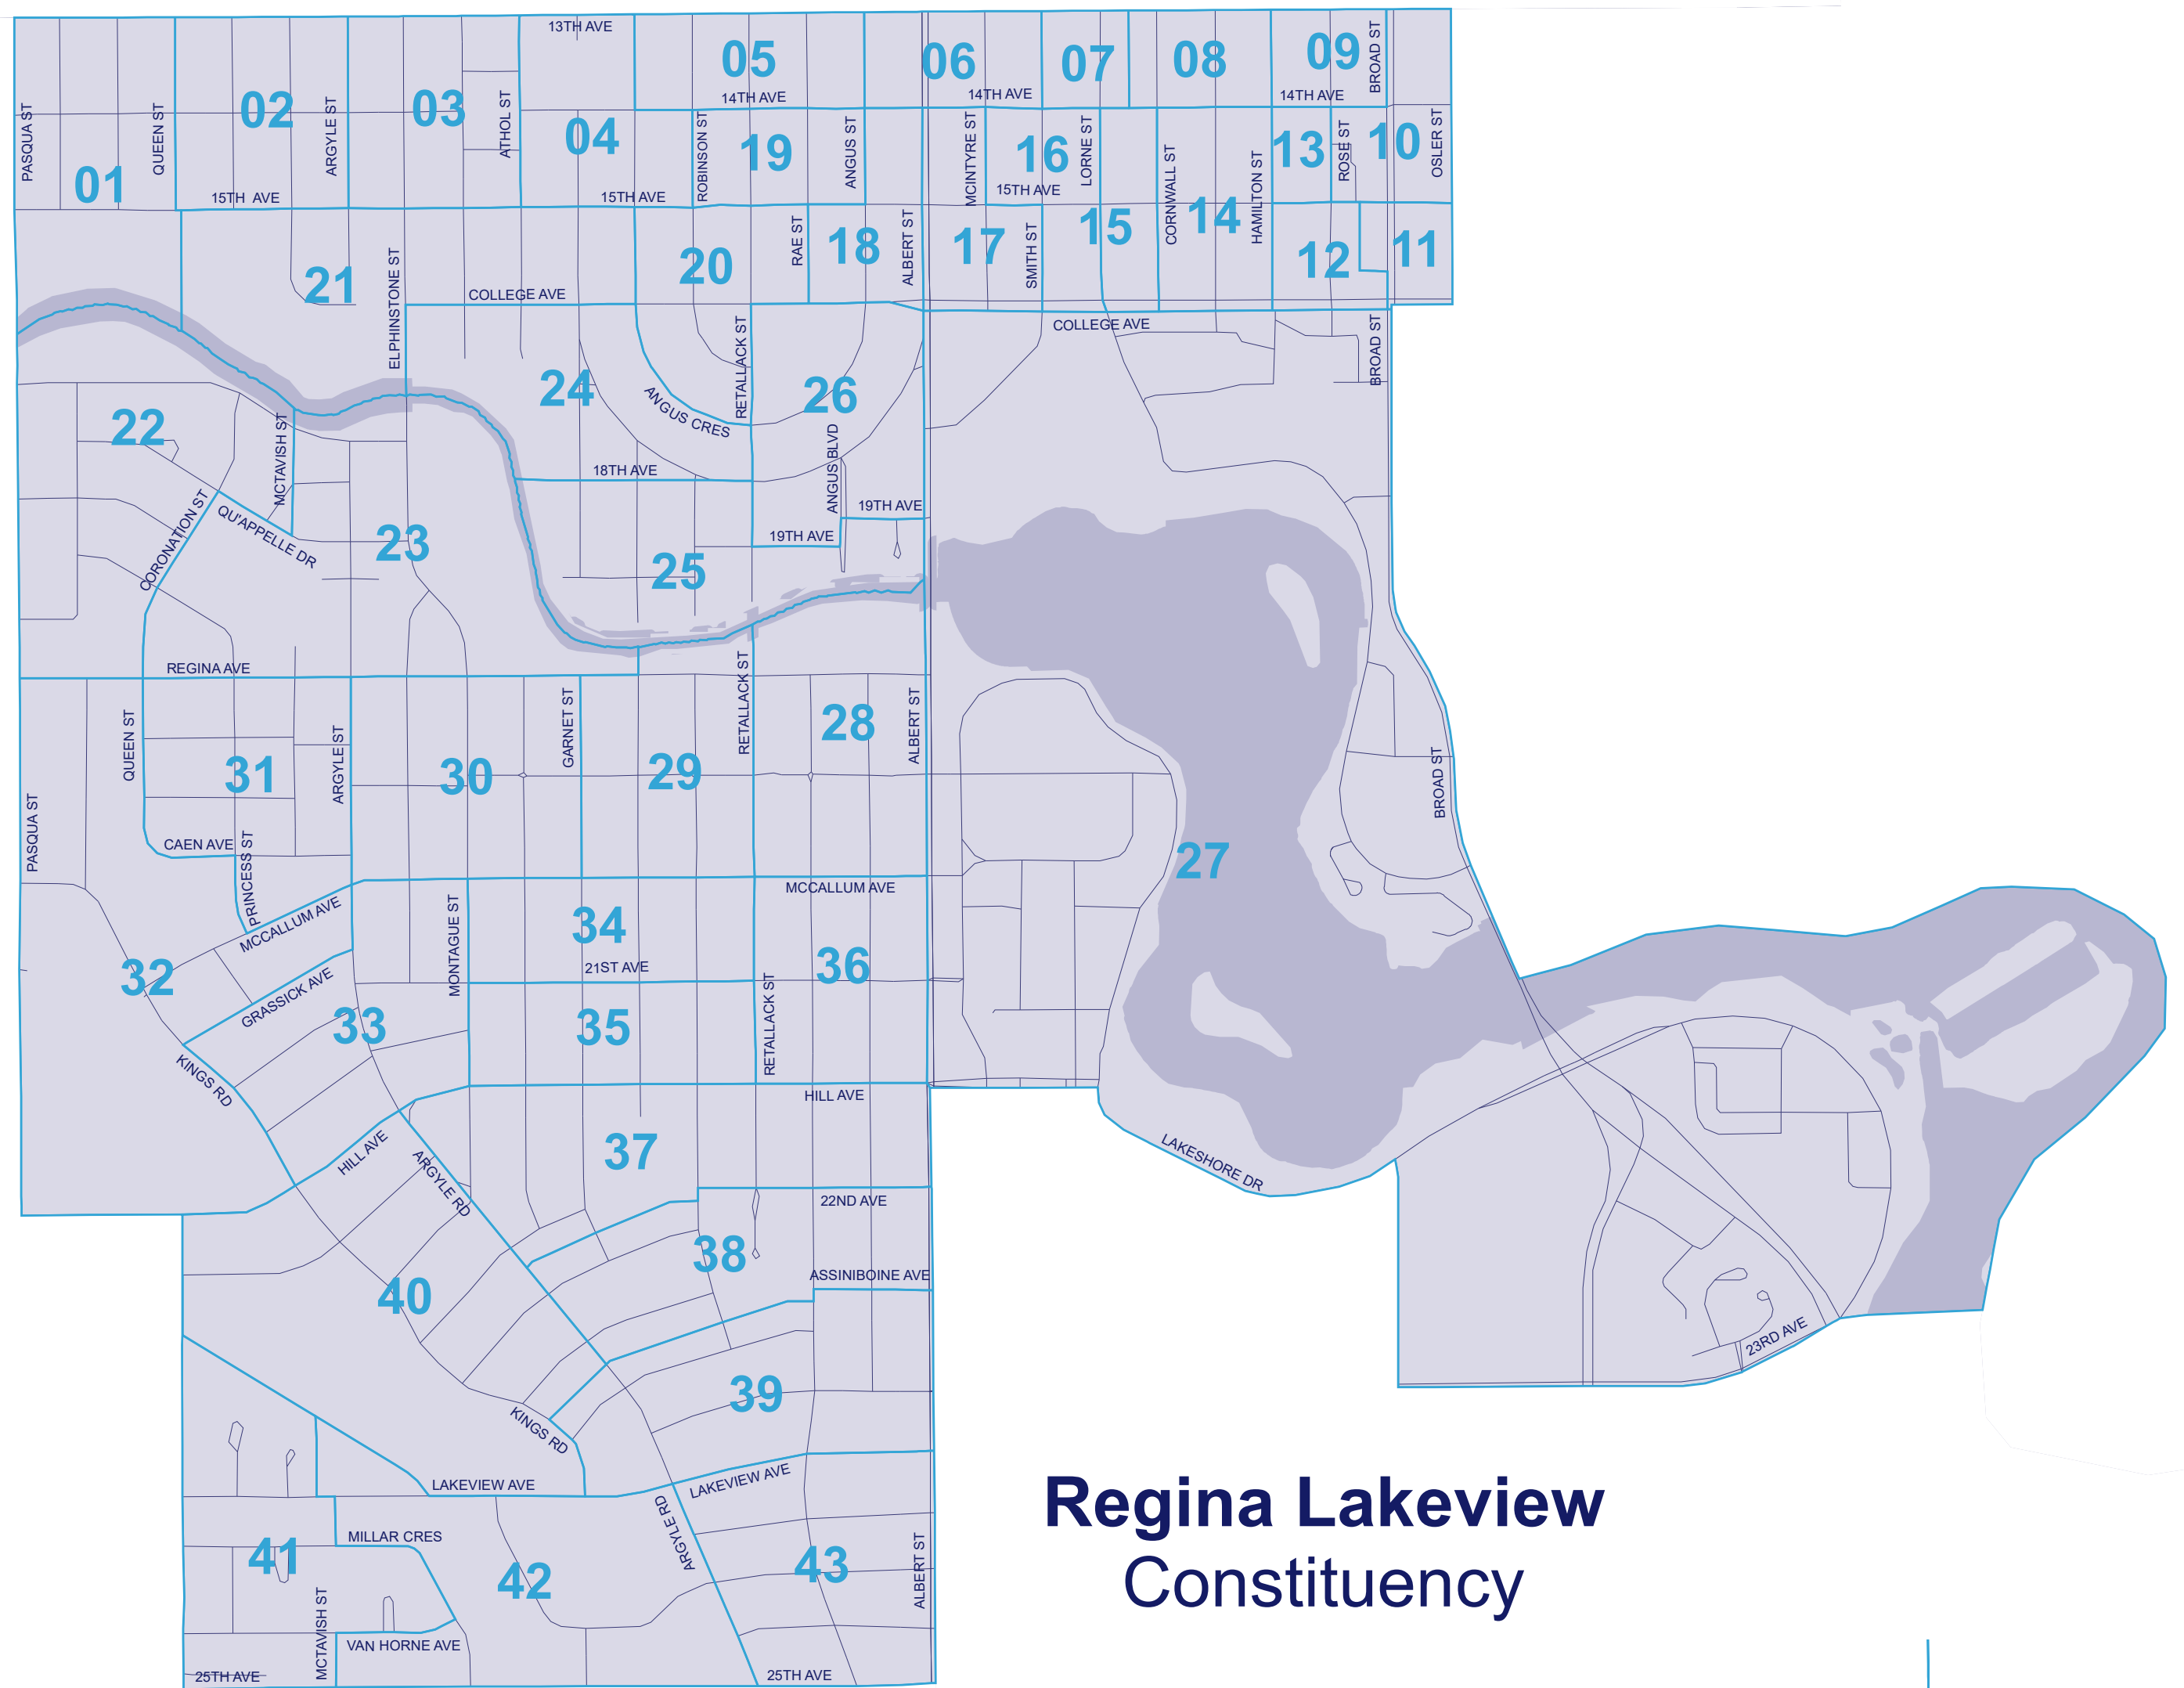 13TH AVE
05
06
07
08
09
BROAD ST
14TH AVE
14TH AVE
14TH AVE
PASQUA ST
QUEEN ST
02
ARGYLE ST
03
ATHOL ST
04
ROBINSON ST
19
ANGUS ST
MCINTYRE ST
16
LORNE ST
13
ROSE ST
10
OSLER ST
01
15TH AVE
15TH AVE
15TH AVE
CORNWALL ST
14
HAMILTON ST
21
ELPHINSTONE ST
COLLEGE AVE
20
RAE ST
18
ALBERT ST
17
SMITH ST
15
12
11
COLLEGE AVE
BROAD ST
22
MCTAVISH ST
24
ANGUS CRES
RETALLACK ST
26
ANGUS BLVD
18TH AVE
19TH AVE
19TH AVE
CORONATION ST
QU'APPELLE DR
23
25
REGINA AVE
QUEEN ST
31
ARGYLE ST
30
GARNET ST
29
RETALLACK ST
28
ALBERT ST
BROAD ST
PASQUA ST
CAEN AVE
PRINCESS ST
27
MCCALLUM AVE
MCCALLUM AVE
32
GRASSICK AVE
33
MONTAGUE ST
34
21ST AVE
36
35
RETALLACK ST
KINGS RD
HILL AVE
HILL AVE
ARGYLE RD
37
LAKESHORE DR
22ND AVE
38
ASSINIBOINE AVE
40
23RD AVE
39
KINGS RD
LAKEVIEW AVE
LAKEVIEW AVE
ARGYLE RD
MILLAR CRES
41
42
43
ALBERT ST
MCTAVISH ST
VAN HORNE AVE
25TH AVE
25TH AVE
Regina Lakeview
Constituency